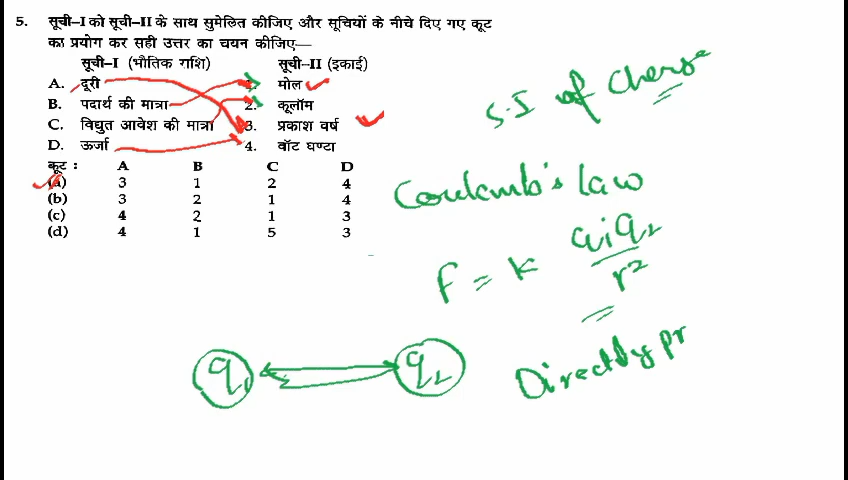 5. सूची–I को सूची–II के साथ सुमेलित कीजिए और सूचियों के नीचे दिए गए कूट
का प्रयोग कर सही उत्तर का चयन कीजिए—
सूची–I (भौतिक राशि) सूची–II (इकाई)
A. दूरी 1. मोल
B. पदार्थ की मात्रा 2. कूलॉम
C. विद्युत आवेश की मात्रा 3. प्रकाश वर्ष
D. ऊर्जा 4. वॉट घण्टा
कूट : A B C D
(a) 3 1 2 4
(b) 3 2 1 4
(c) 4 2 1 3
(d) 4 1 5 3
S.I of
Coulomb's law
F = K q1 q2
r2
Directly pr
q1 q2